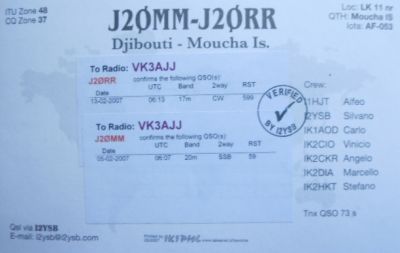 ITU Zone 48
CQ Zone 37
J2ØMM-J2ØRR
Djibouti - Moucha Is.
Loc: LK 11 nr
QTH: Moucha IS
Iota: AF-053
To Radio: VK3AJJ
J2ØRR confirms the following QSO(s):
Date UTC Band 2way RST
13-02-2007 06:13 17m CW 599
To Radio: VK3AJJ
J2ØMM confirms the following QSO(s):
Date UTC Band 2way RST
05-02-2007 06:07 20m SSB 59
VERIFIED
BY I2YSB
Crew:
I1HJT Alfeo
I2YSB Silvano
IK1AOD Carlo
IK2CIO Vinicio
IK2CKR Angelo
IK2DIA Marcello
IK2HKT Stefano
Tnx QSO 73,s
Qsl via I2YSB
E-mail: i2ysb@i2ysb.com
Printed by